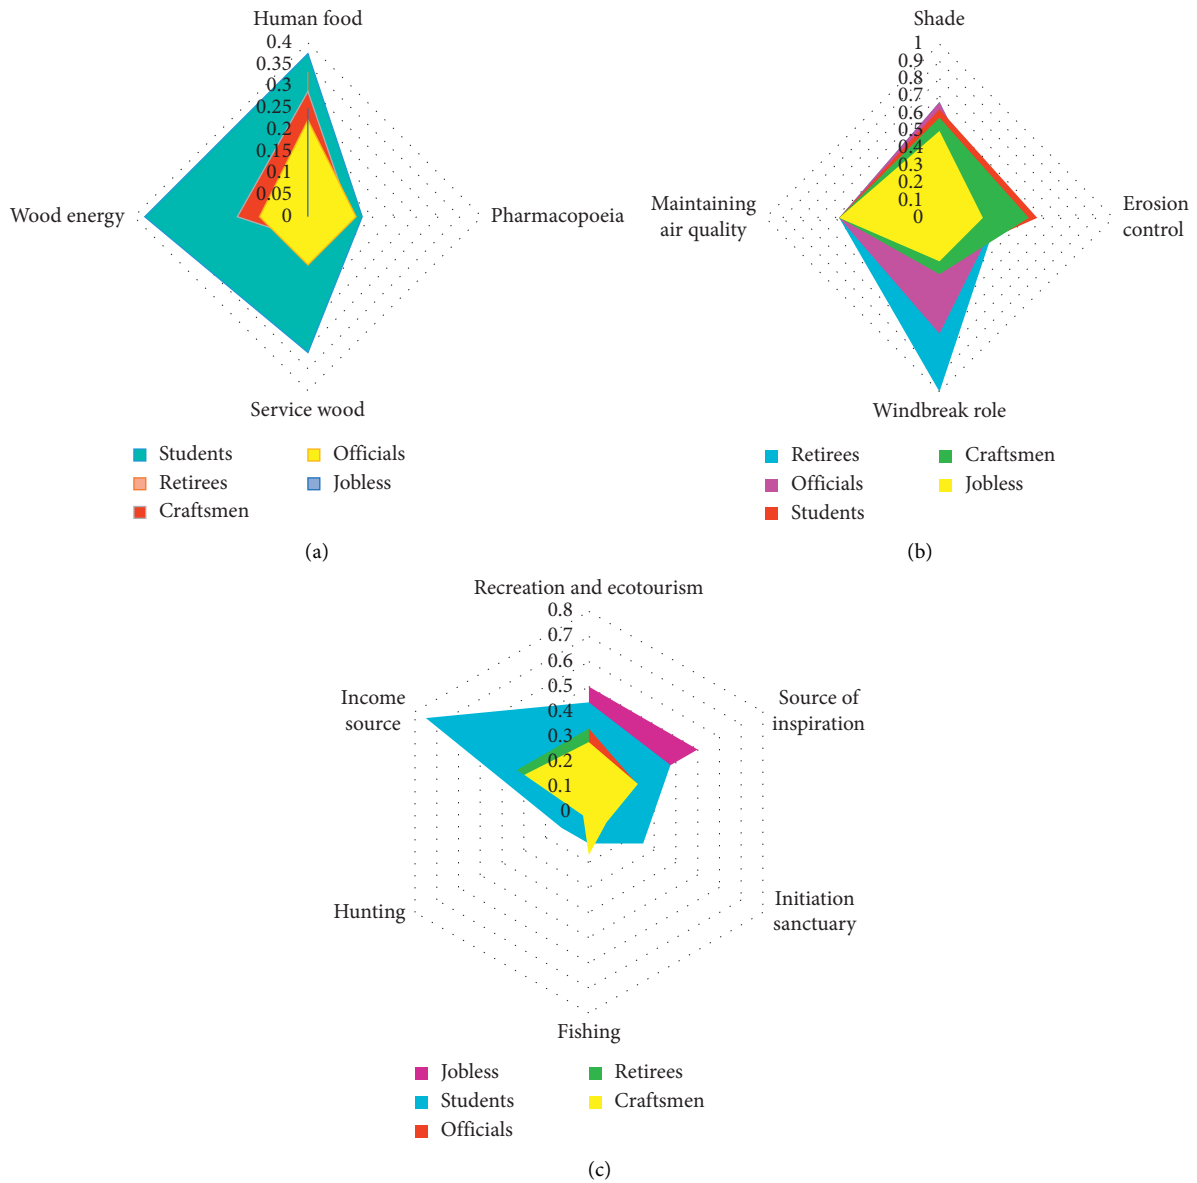 Human food
0.4
0.35
0.3
0.25
0.2
0.15
0.1
0.05
0
Wood energy
Pharmacopoeia
Service wood
Students
Retirees
Craftsmen
Officials
Jobless
(a)
Shade
1
0.9
0.8
0.7
0.6
0.5
0.4
0.3
0.2
0.1
0
Maintaining
air quality
Erosion
control
Windbreak role
Retirees
Officials
Students
Craftsmen
Jobless
(b)
Recreation and ecotourism
0.8
0.7
0.6
0.5
0.4
0.3
0.2
0.1
0
Income
source
Source of
inspiration
Hunting
Initiation
sanctuary
Fishing
Jobless
Students
Officials
Retirees
Craftsmen
(c)